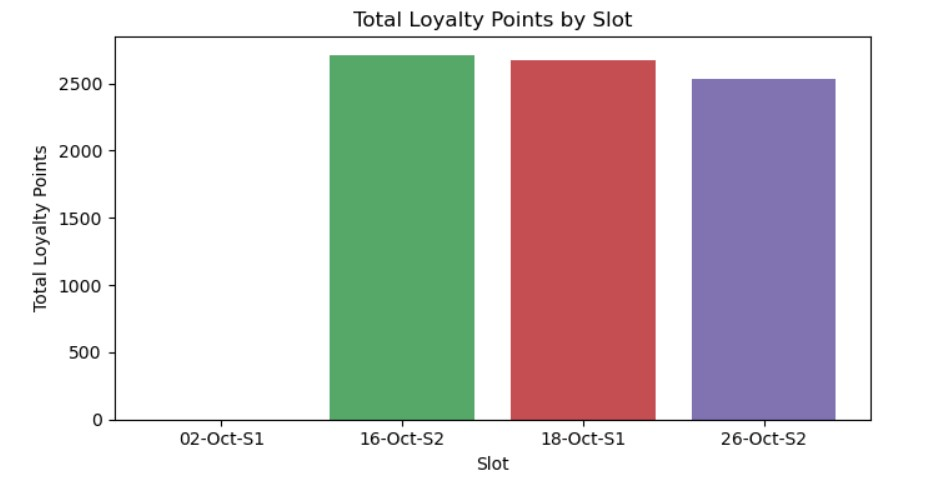 Total Loyalty Points by Slot
Total Loyalty Points
2500
2000
1500
1000
500
0
02-Oct-S1 16-Oct-S2 18-Oct-S1 26-Oct-S2
Slot